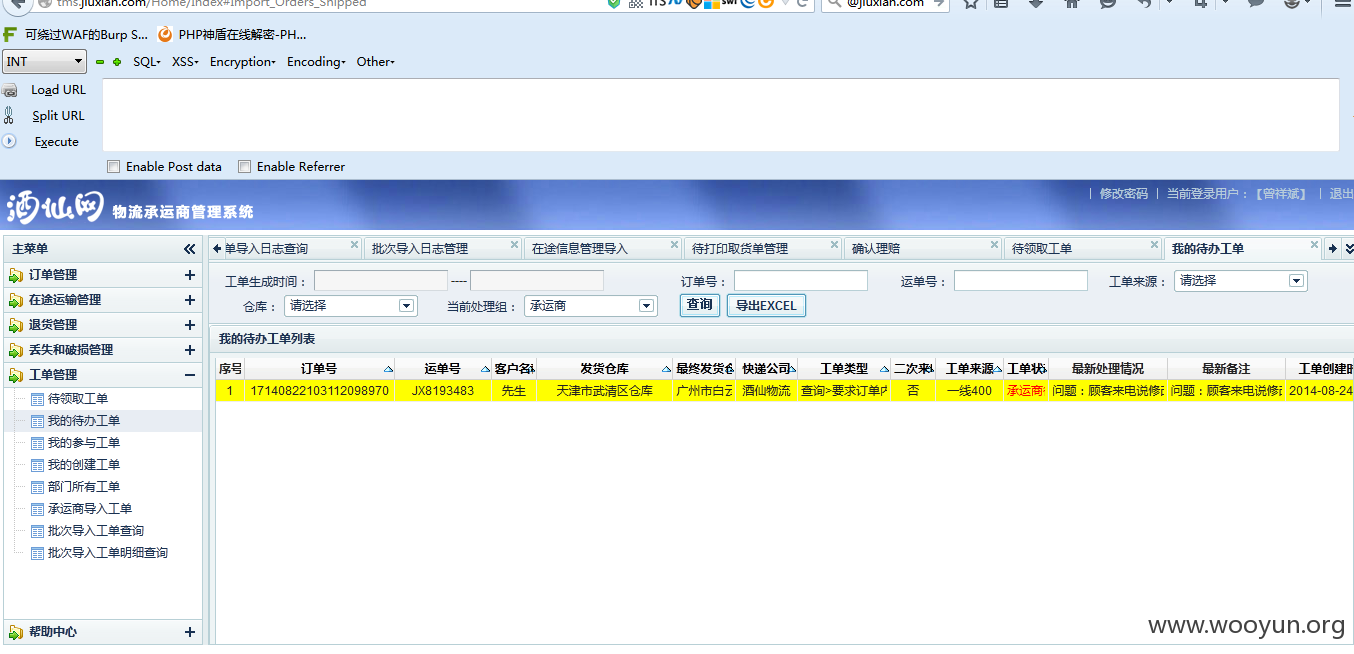 tms.jiuxian.com/Home/Index#Import_Orders_Shipped @jiuxian.com
可绕过WAF的Burp S... PHP神盾在线解密-PH...
INT SQL XSS Encryption Encoding Other
Load URL
Split URL
Execute
Enable Post data Enable Referrer
酒仙网 物流承运商管理系统 | 修改密码 | 当前登录用户：【曾祥斌】 | 退出
主菜单
订单管理
在途运输管理
退货管理
丢失和破损管理
工单管理
待领取工单
我的待办工单
我的参与工单
我的创建工单
部门所有工单
承运商导入工单
批次导入工单查询
批次导入工单明细查询
帮助中心
单导入日志查询 批次导入日志管理 在途信息管理导入 待打印取货单管理 确认理赔 待领取工单 我的待办工单
工单生成时间： ---- 订单号： 运单号： 工单来源： 请选择
仓库： 请选择 当前处理组： 承运商 查询 导出EXCEL
我的待办工单列表
序号 订单号 运单号 客户名称 发货仓库 最终发货仓 快递公司 工单类型 二次来 工单来源 工单状 最新处理情况 最新备注 工单创建时
1 17140822103112098970 JX8193483 先生 天津市武清区仓库 广州市白云 酒仙物流 查询>要求订单内 否 一线400 承运商 问题：顾客来电说修改 问题：顾客来电说修改 2014-08-24
www.wooyun.org